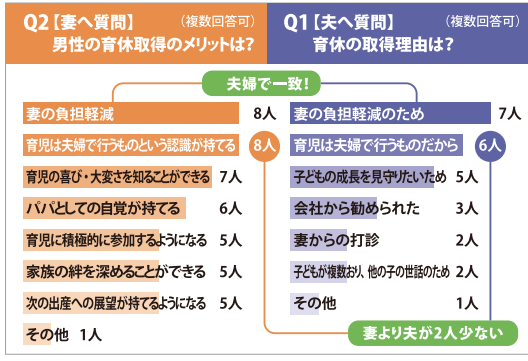 Q2【妻へ質問】 （複数回答可）
男性の育休取得のメリットは？
Q1【夫へ質問】 （複数回答可）
育休の取得理由は？
夫婦で一致！
妻の負担軽減 8人
育児は夫婦で行うものという認識が持てる 8人
育児の喜び・大変さを知ることができる 7人
パパとしての自覚が持てる 6人
育児に積極的に参加するようになる 5人
家族の絆を深めることができる 5人
次の出産への展望が持てるようになる 5人
その他 1人
妻の負担軽減のため 7人
育児は夫婦で行うものだから 6人
子どもの成長を見守りたいため 5人
会社から勧められた 3人
妻からの打診 2人
子どもが複数おり、他の子の世話のため 2人
その他 1人
妻より夫が2人少ない